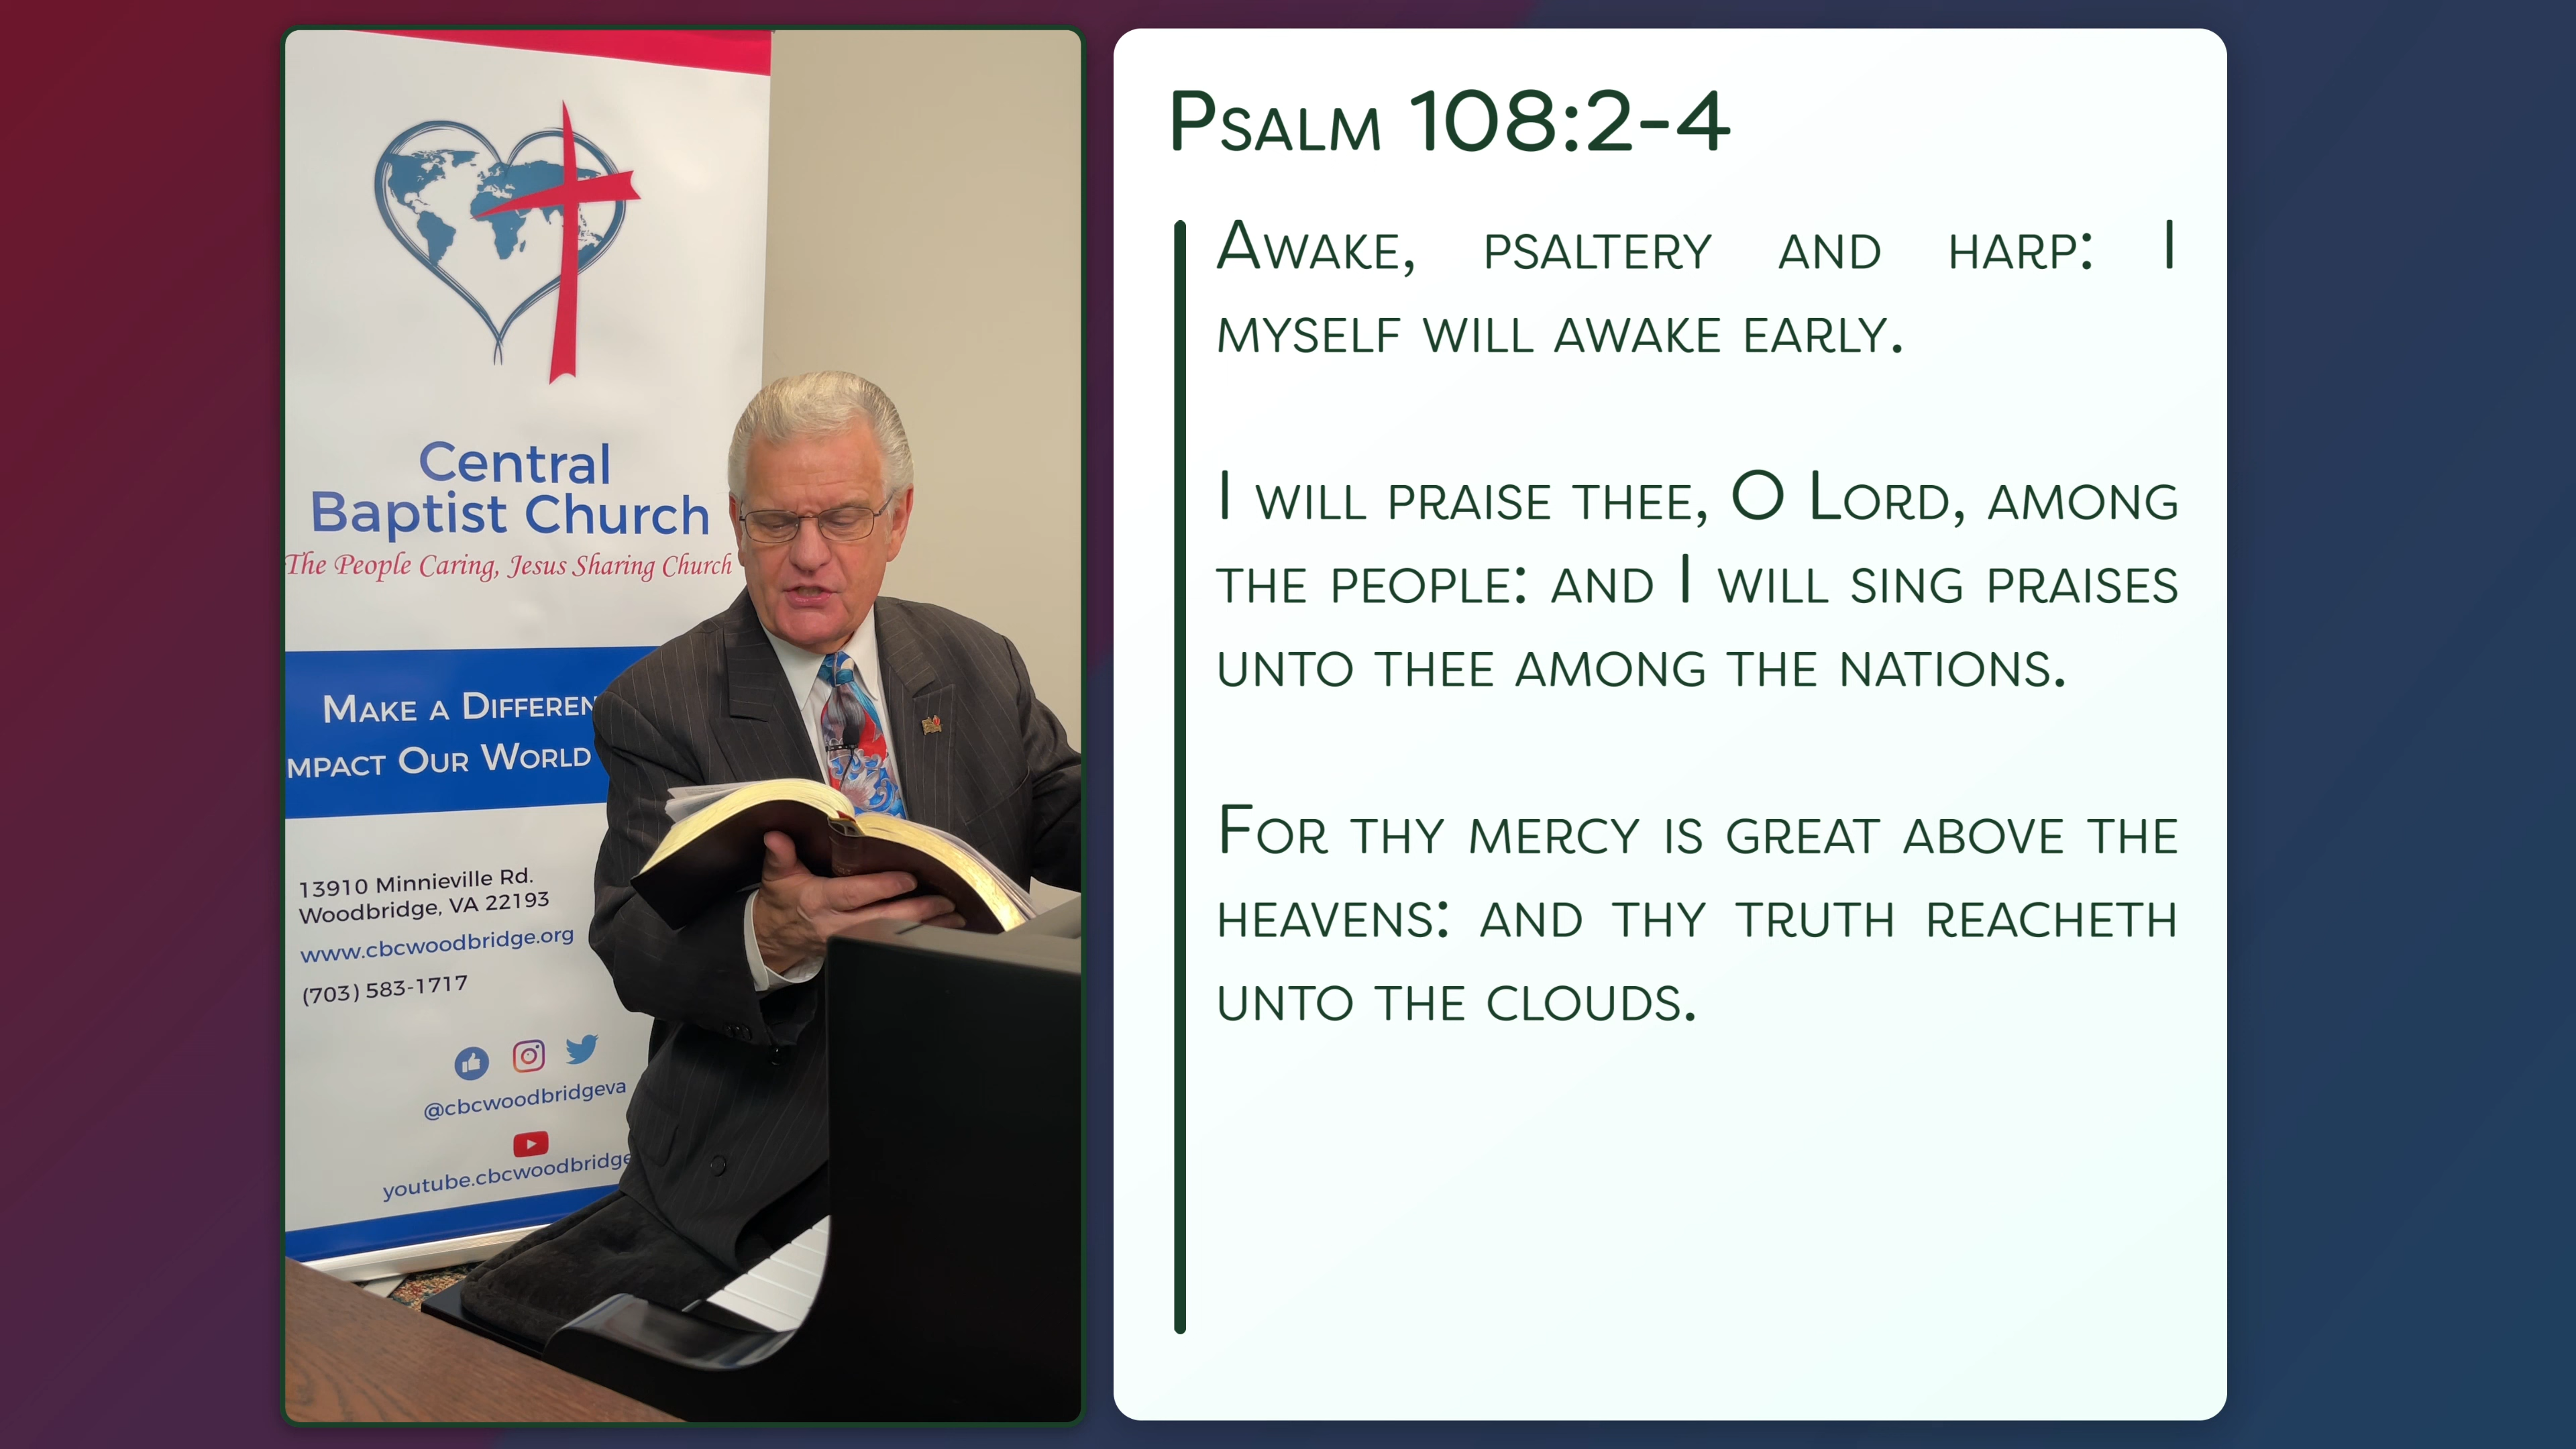 Central
Baptist Church
The People Caring, Jesus Sharing Church
Make a Differen
mpact Our World
13910 Minnieville Rd.
Woodbridge, VA 22193
www.cbcwoodbridge.org
(703) 583-1717
@cbcwoodbridgeva
youtube.cbcwoodbridge
Psalm 108:2-4
Awake, psaltery and harp: I
myself will awake early.
I will praise thee, O Lord, among
the people: and I will sing praises
unto thee among the nations.
For thy mercy is great above the
heavens: and thy truth reacheth
unto the clouds.